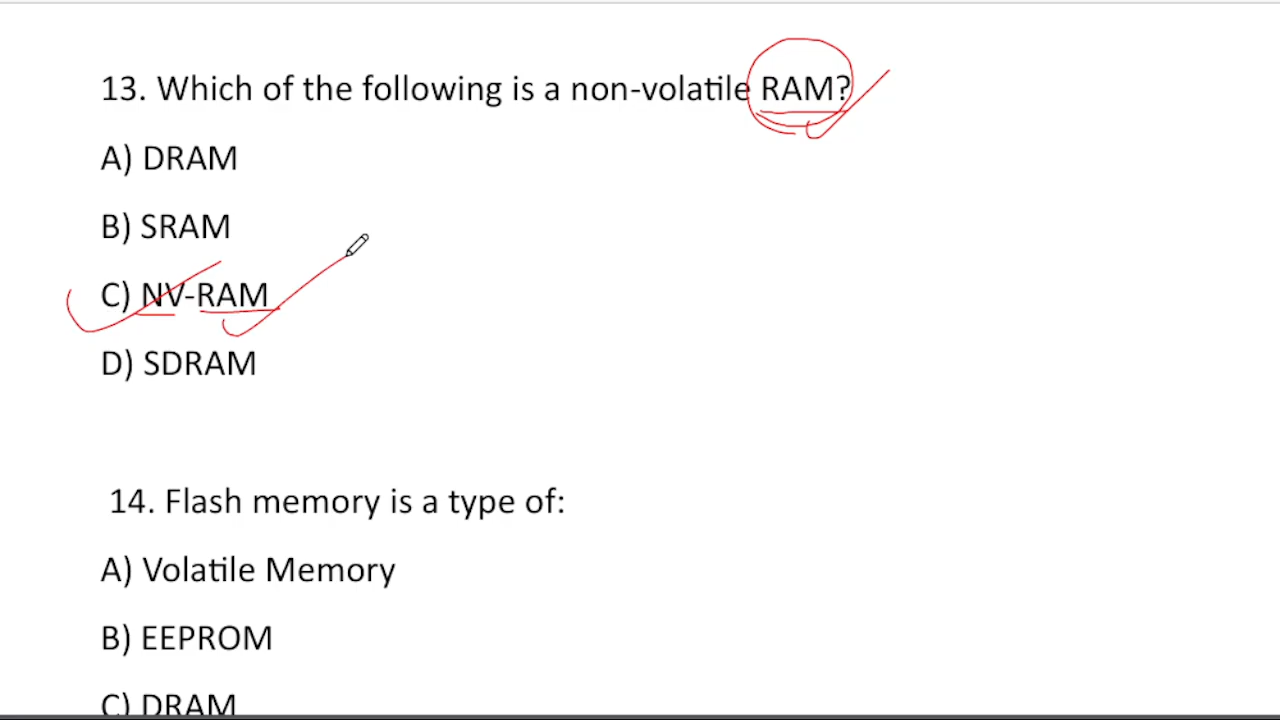 13. Which of the following is a non-volatile RAM?
A) DRAM
B) SRAM
C) NV-RAM
D) SDRAM
14. Flash memory is a type of:
A) Volatile Memory
B) EEPROM
C) DRAM